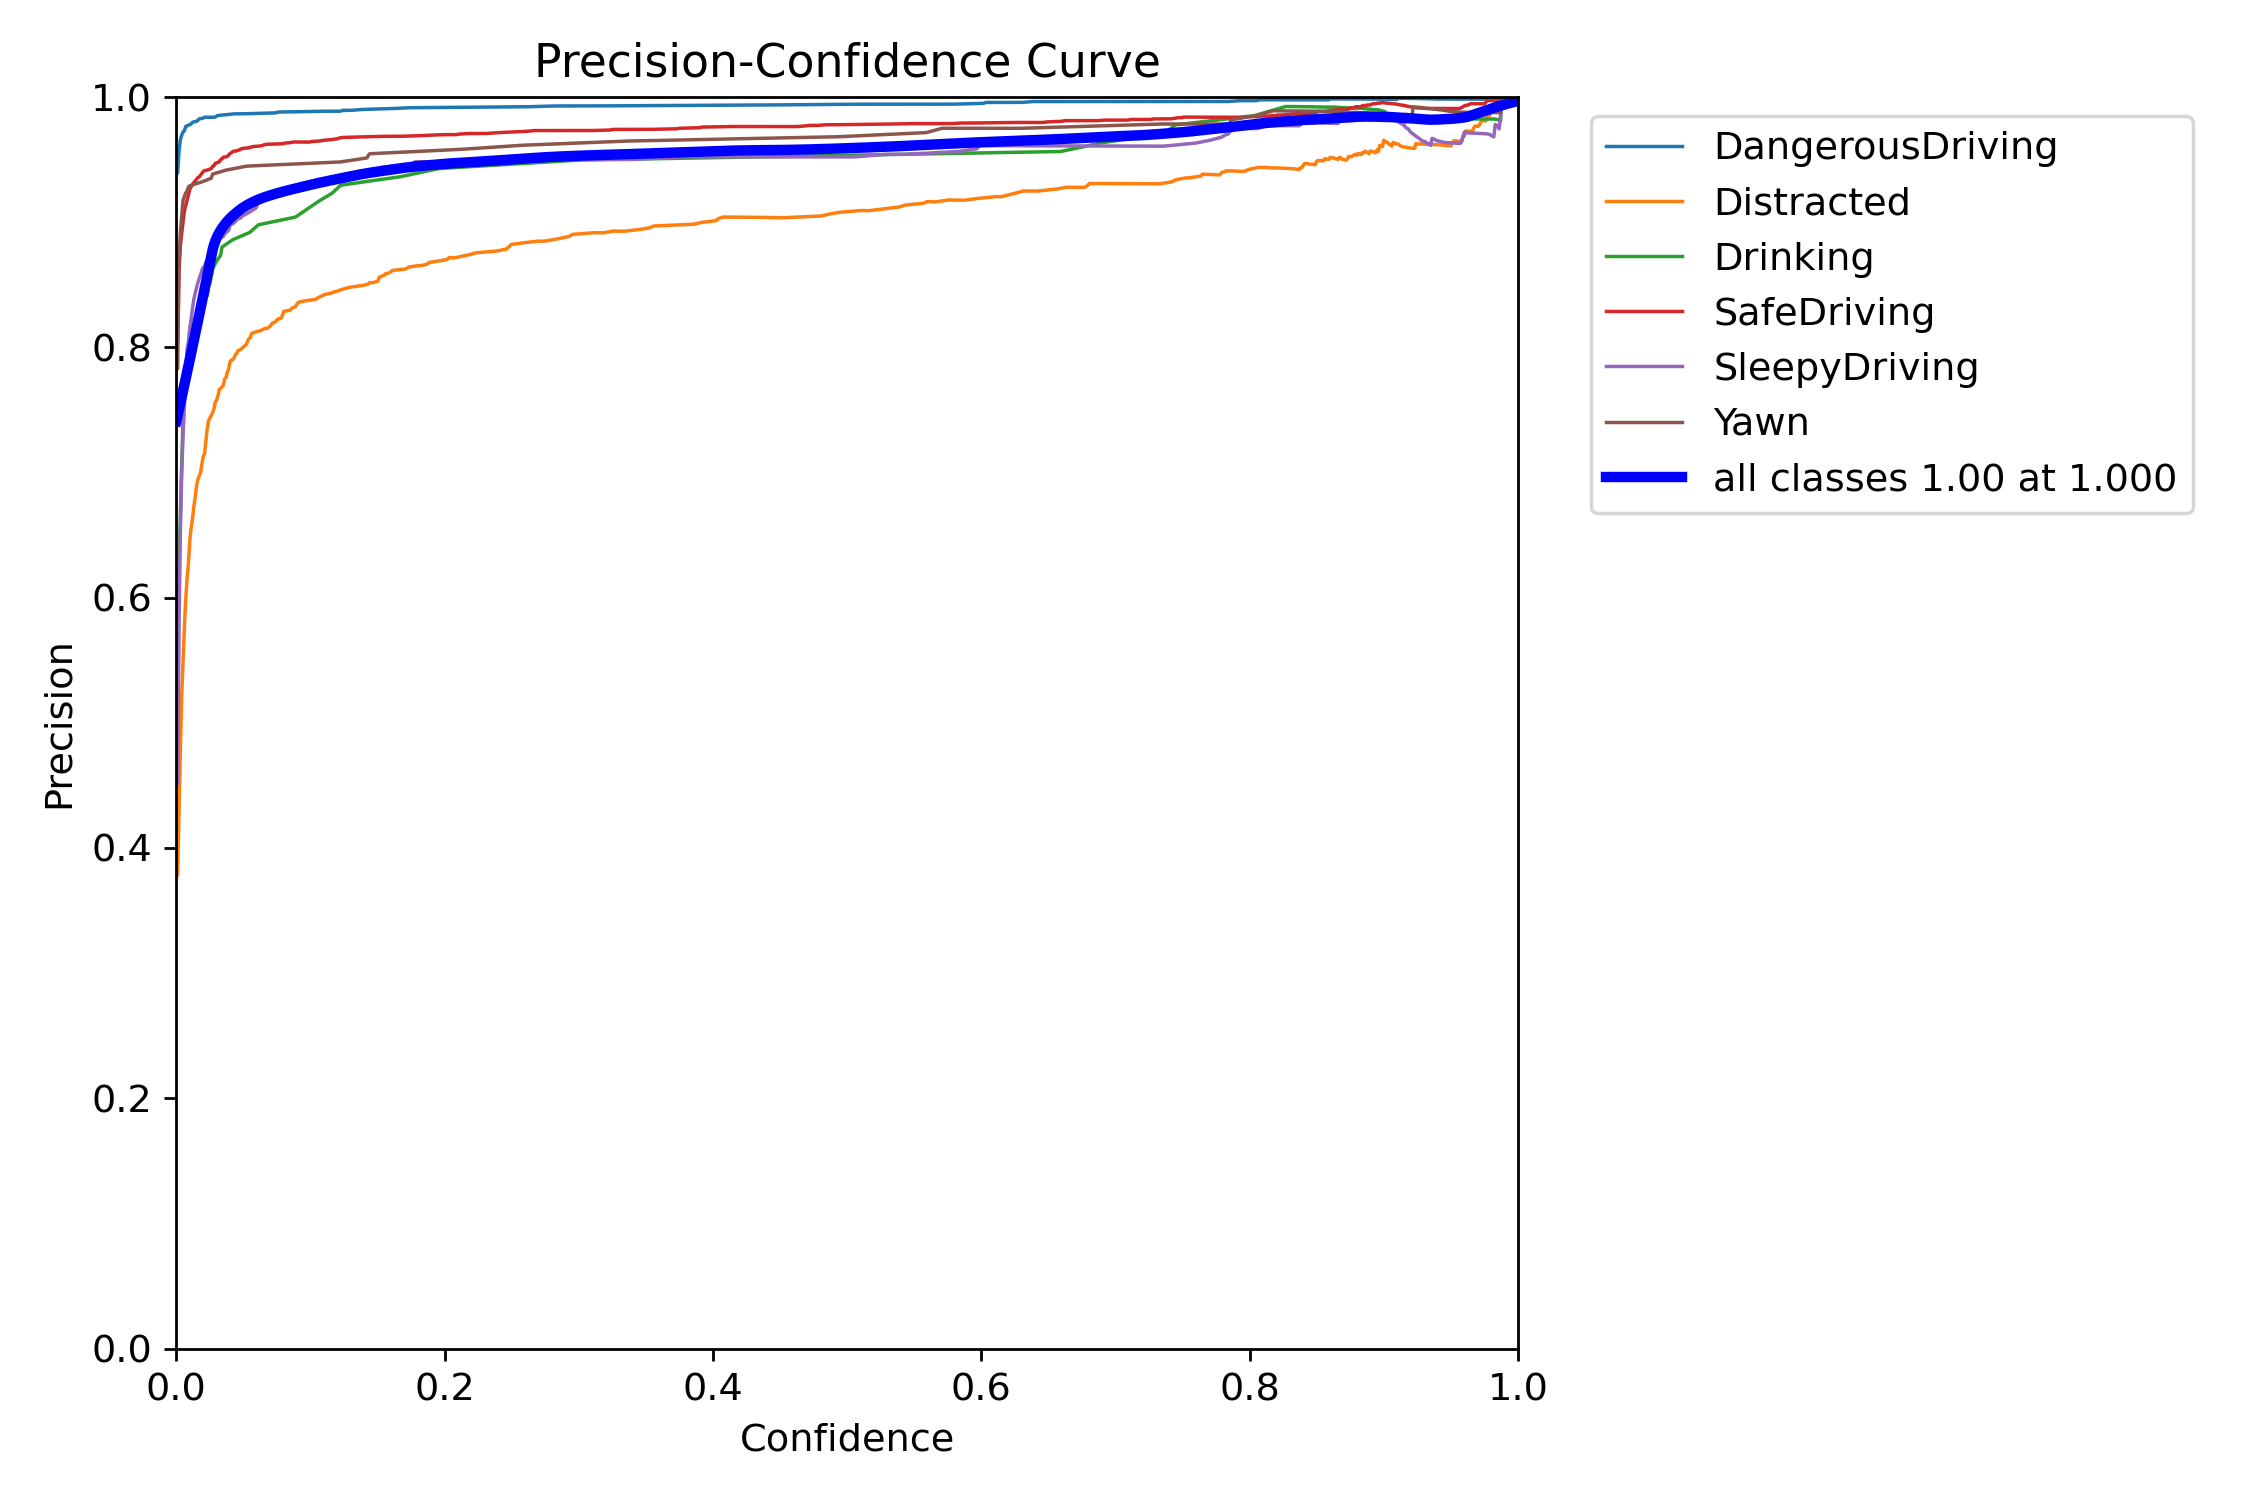 Precision-Confidence Curve
1.0
0.8
0.6
0.4
0.2
0.0
Precision
0.0 0.2 0.4 0.6 0.8 1.0
Confidence
DangerousDriving
Distracted
Drinking
SafeDriving
SleepyDriving
Yawn
all classes 1.00 at 1.000